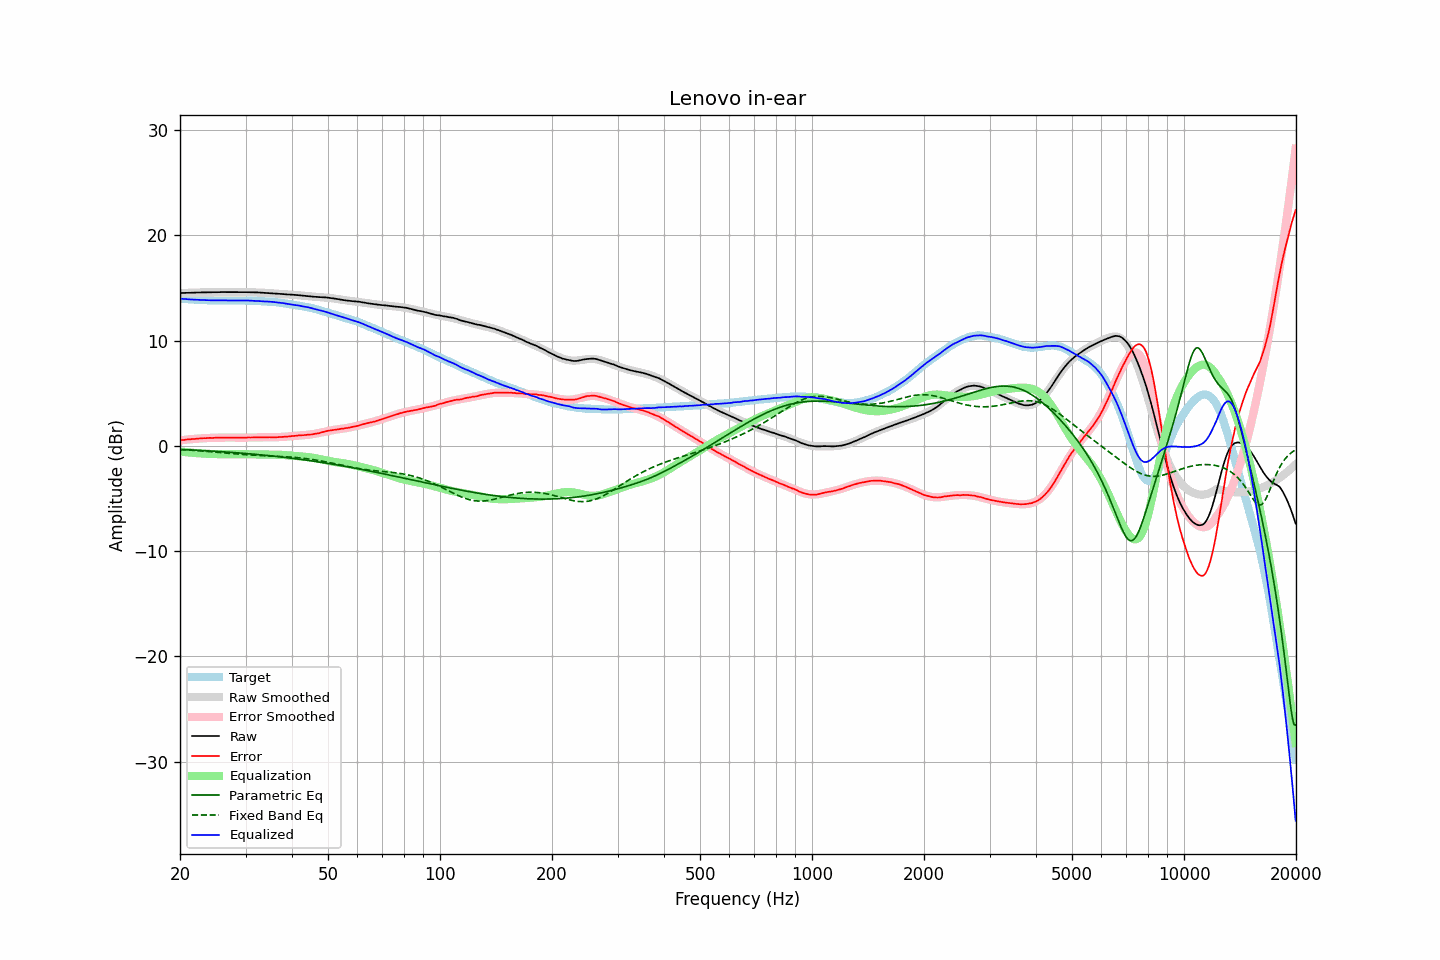 Lenovo in-ear
30
20
10
0
−10
−20
−30
Amplitude (dBr)
Target
Raw Smoothed
Error Smoothed
Raw
Error
Equalization
Parametric Eq
Fixed Band Eq
Equalized
20 50 100 200 500 1000 2000 5000 10000 20000
Frequency (Hz)